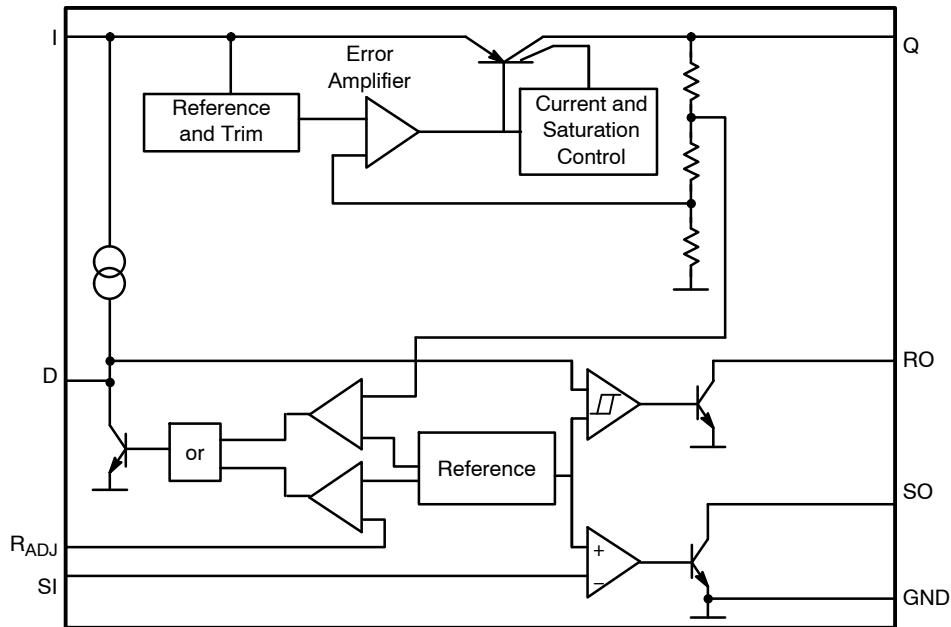 I
Q
Error
Amplifier
Reference
and Trim
Current and
Saturation
Control
D
RO
or
Reference
SO
RADJ
SI
+
−
GND